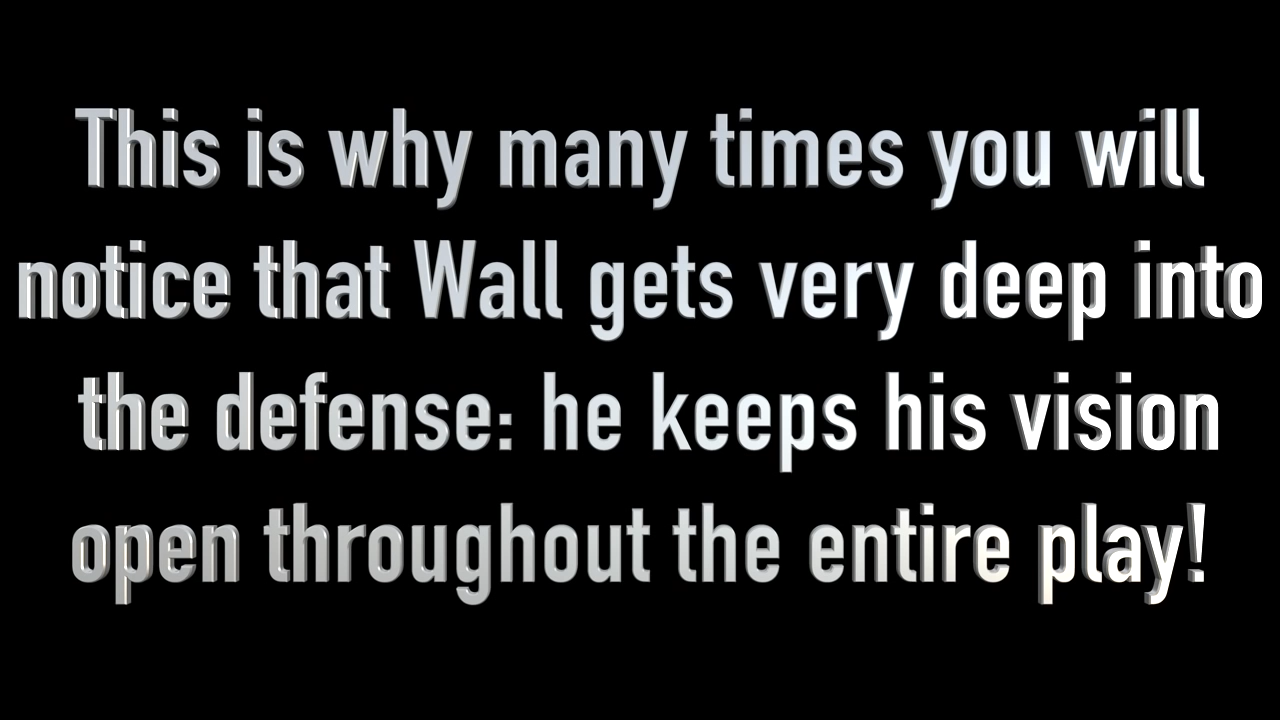 This is why many times you will
notice that Wall gets very deep into
the defense: he keeps his vision
open throughout the entire play!